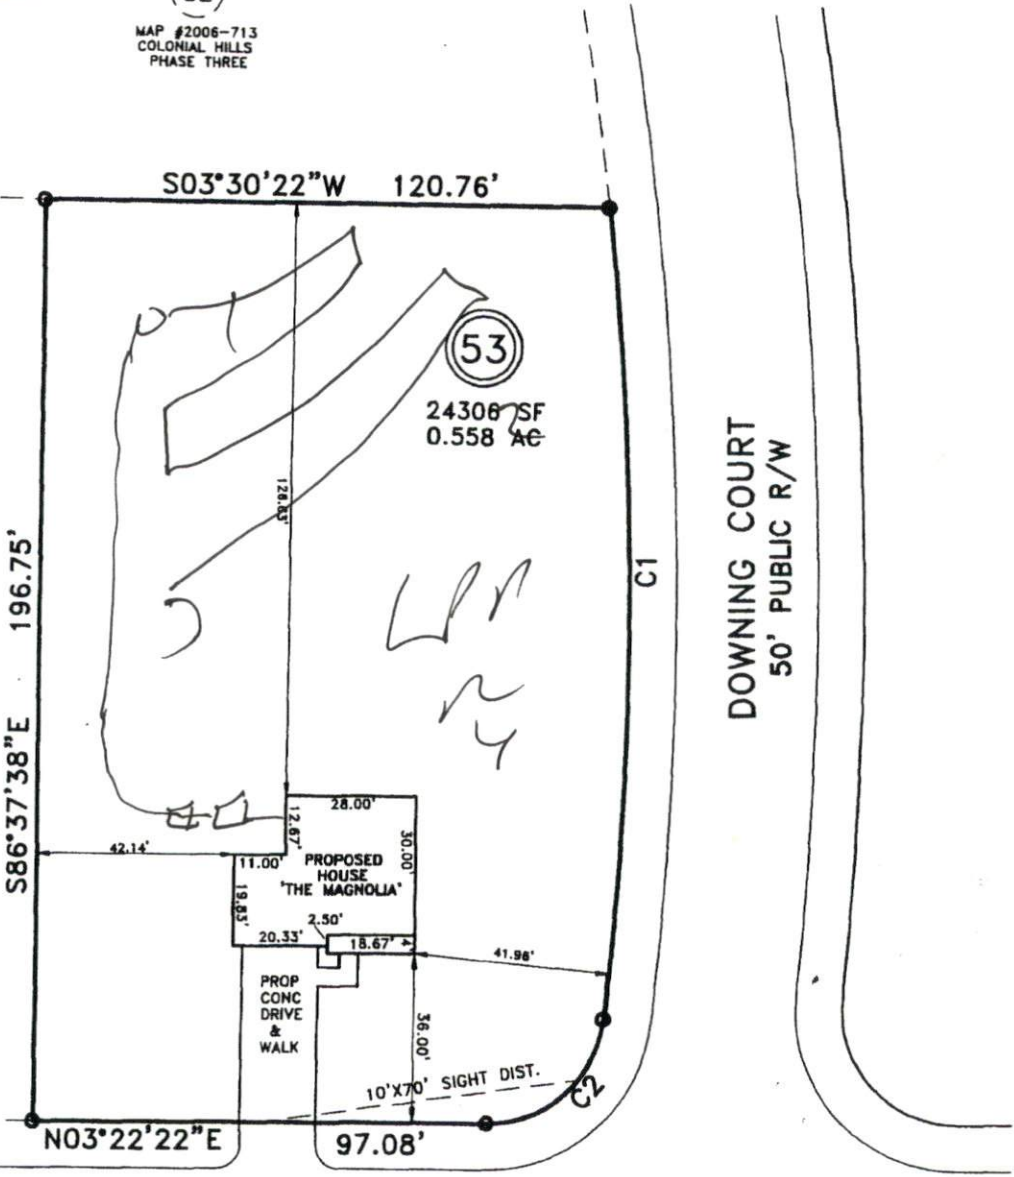 MAP #2006-713
COLONIAL HILLS
PHASE THREE
S03°30'22"W 120.76'
53
24306 SF
0.558 AC
128.63'
S86°37'38"E 196.75'
C1
DOWNING COURT
50' PUBLIC R/W
28.00'
12.67'
30.00'
42.14'
11.00'
PROPOSED
HOUSE
'THE MAGNOLIA'
19.83'
2.50'
20.33'
18.67'
4'
41.96'
PROP
CONC
DRIVE
&
WALK
36.00'
10'X70' SIGHT DIST.
C2
N03°22'22"E 97.08'